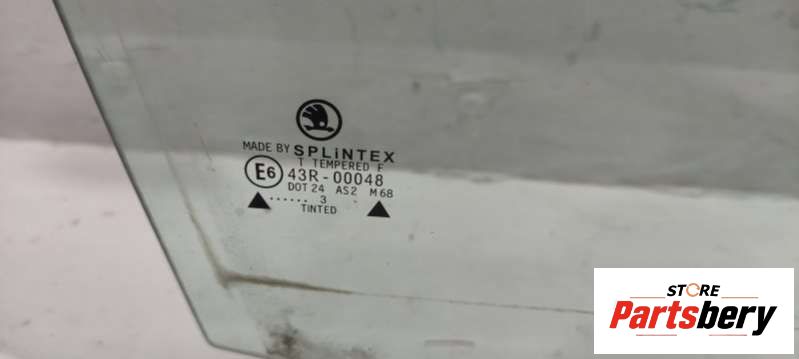 MADE BY SPLiNTEX
T TEMPERED F
E6 43R-00048
DOT 24 AS2 M68
...... 3
TINTED
STORE
Partsbery